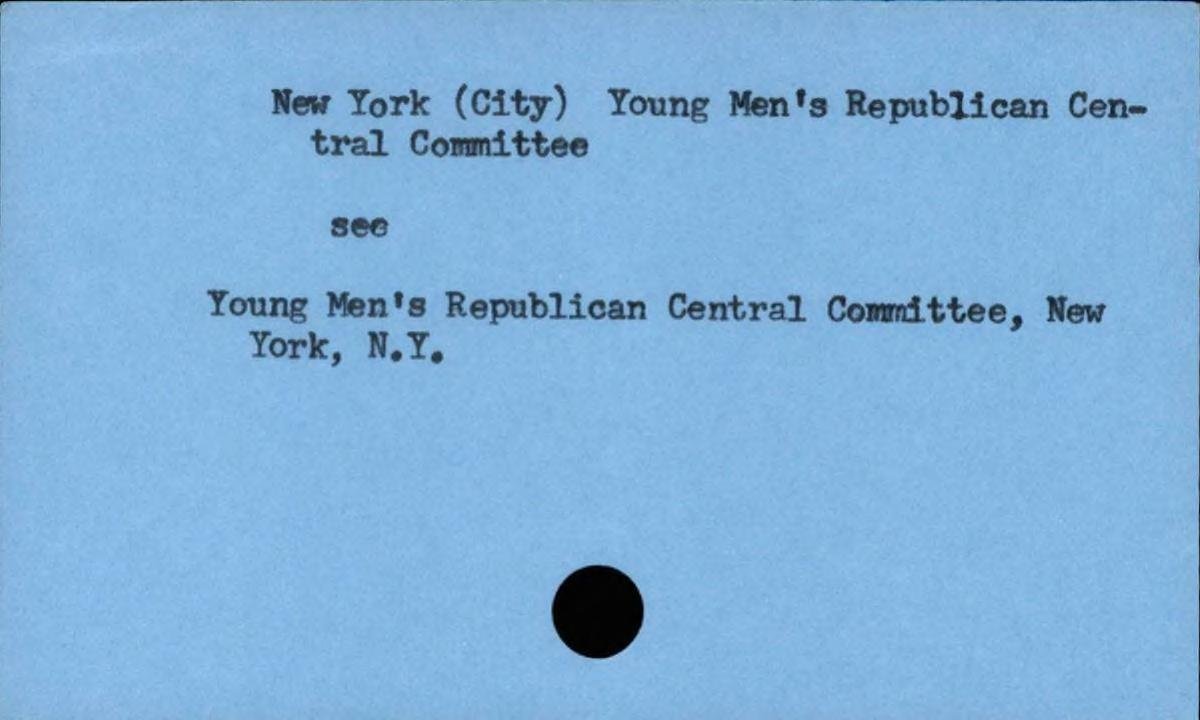 New York (City) Young Men's Republican Cen-
tral Committee
see
Young Men's Republican Central Committee, New
York, N.Y.